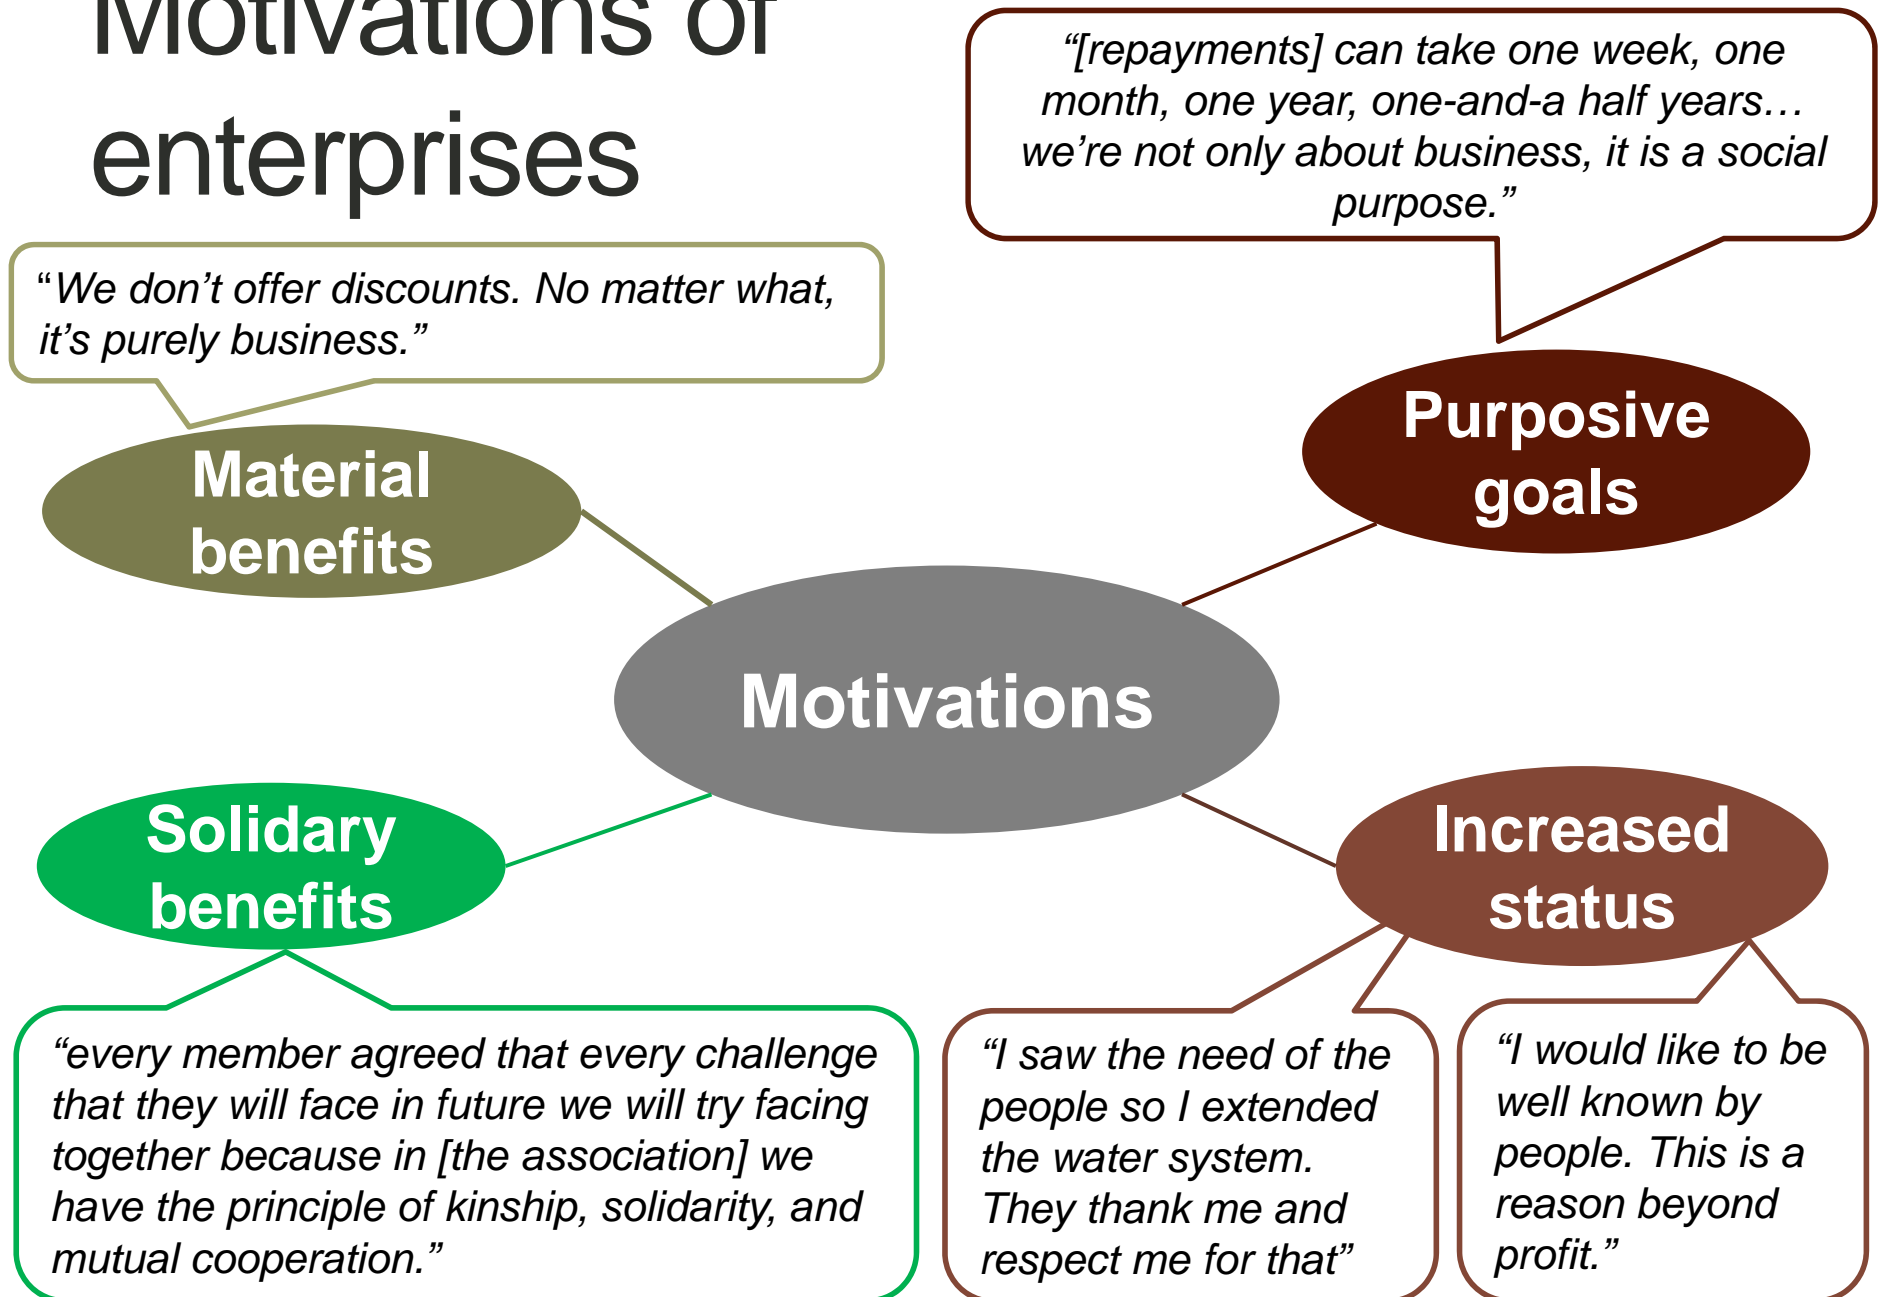 Motivations of
enterprises
“[repayments] can take one week, one
month, one year, one-and-a half years…
we’re not only about business, it is a social
purpose.”
“We don’t offer discounts. No matter what,
it’s purely business.”
Material
benefits
Purposive
goals
Motivations
Solidary
benefits
Increased
status
“every member agreed that every challenge
that they will face in future we will try facing
together because in [the association] we
have the principle of kinship, solidarity, and
mutual cooperation.”
“I saw the need of the
people so I extended
the water system.
They thank me and
respect me for that”
“I would like to be
well known by
people. This is a
reason beyond
profit.”